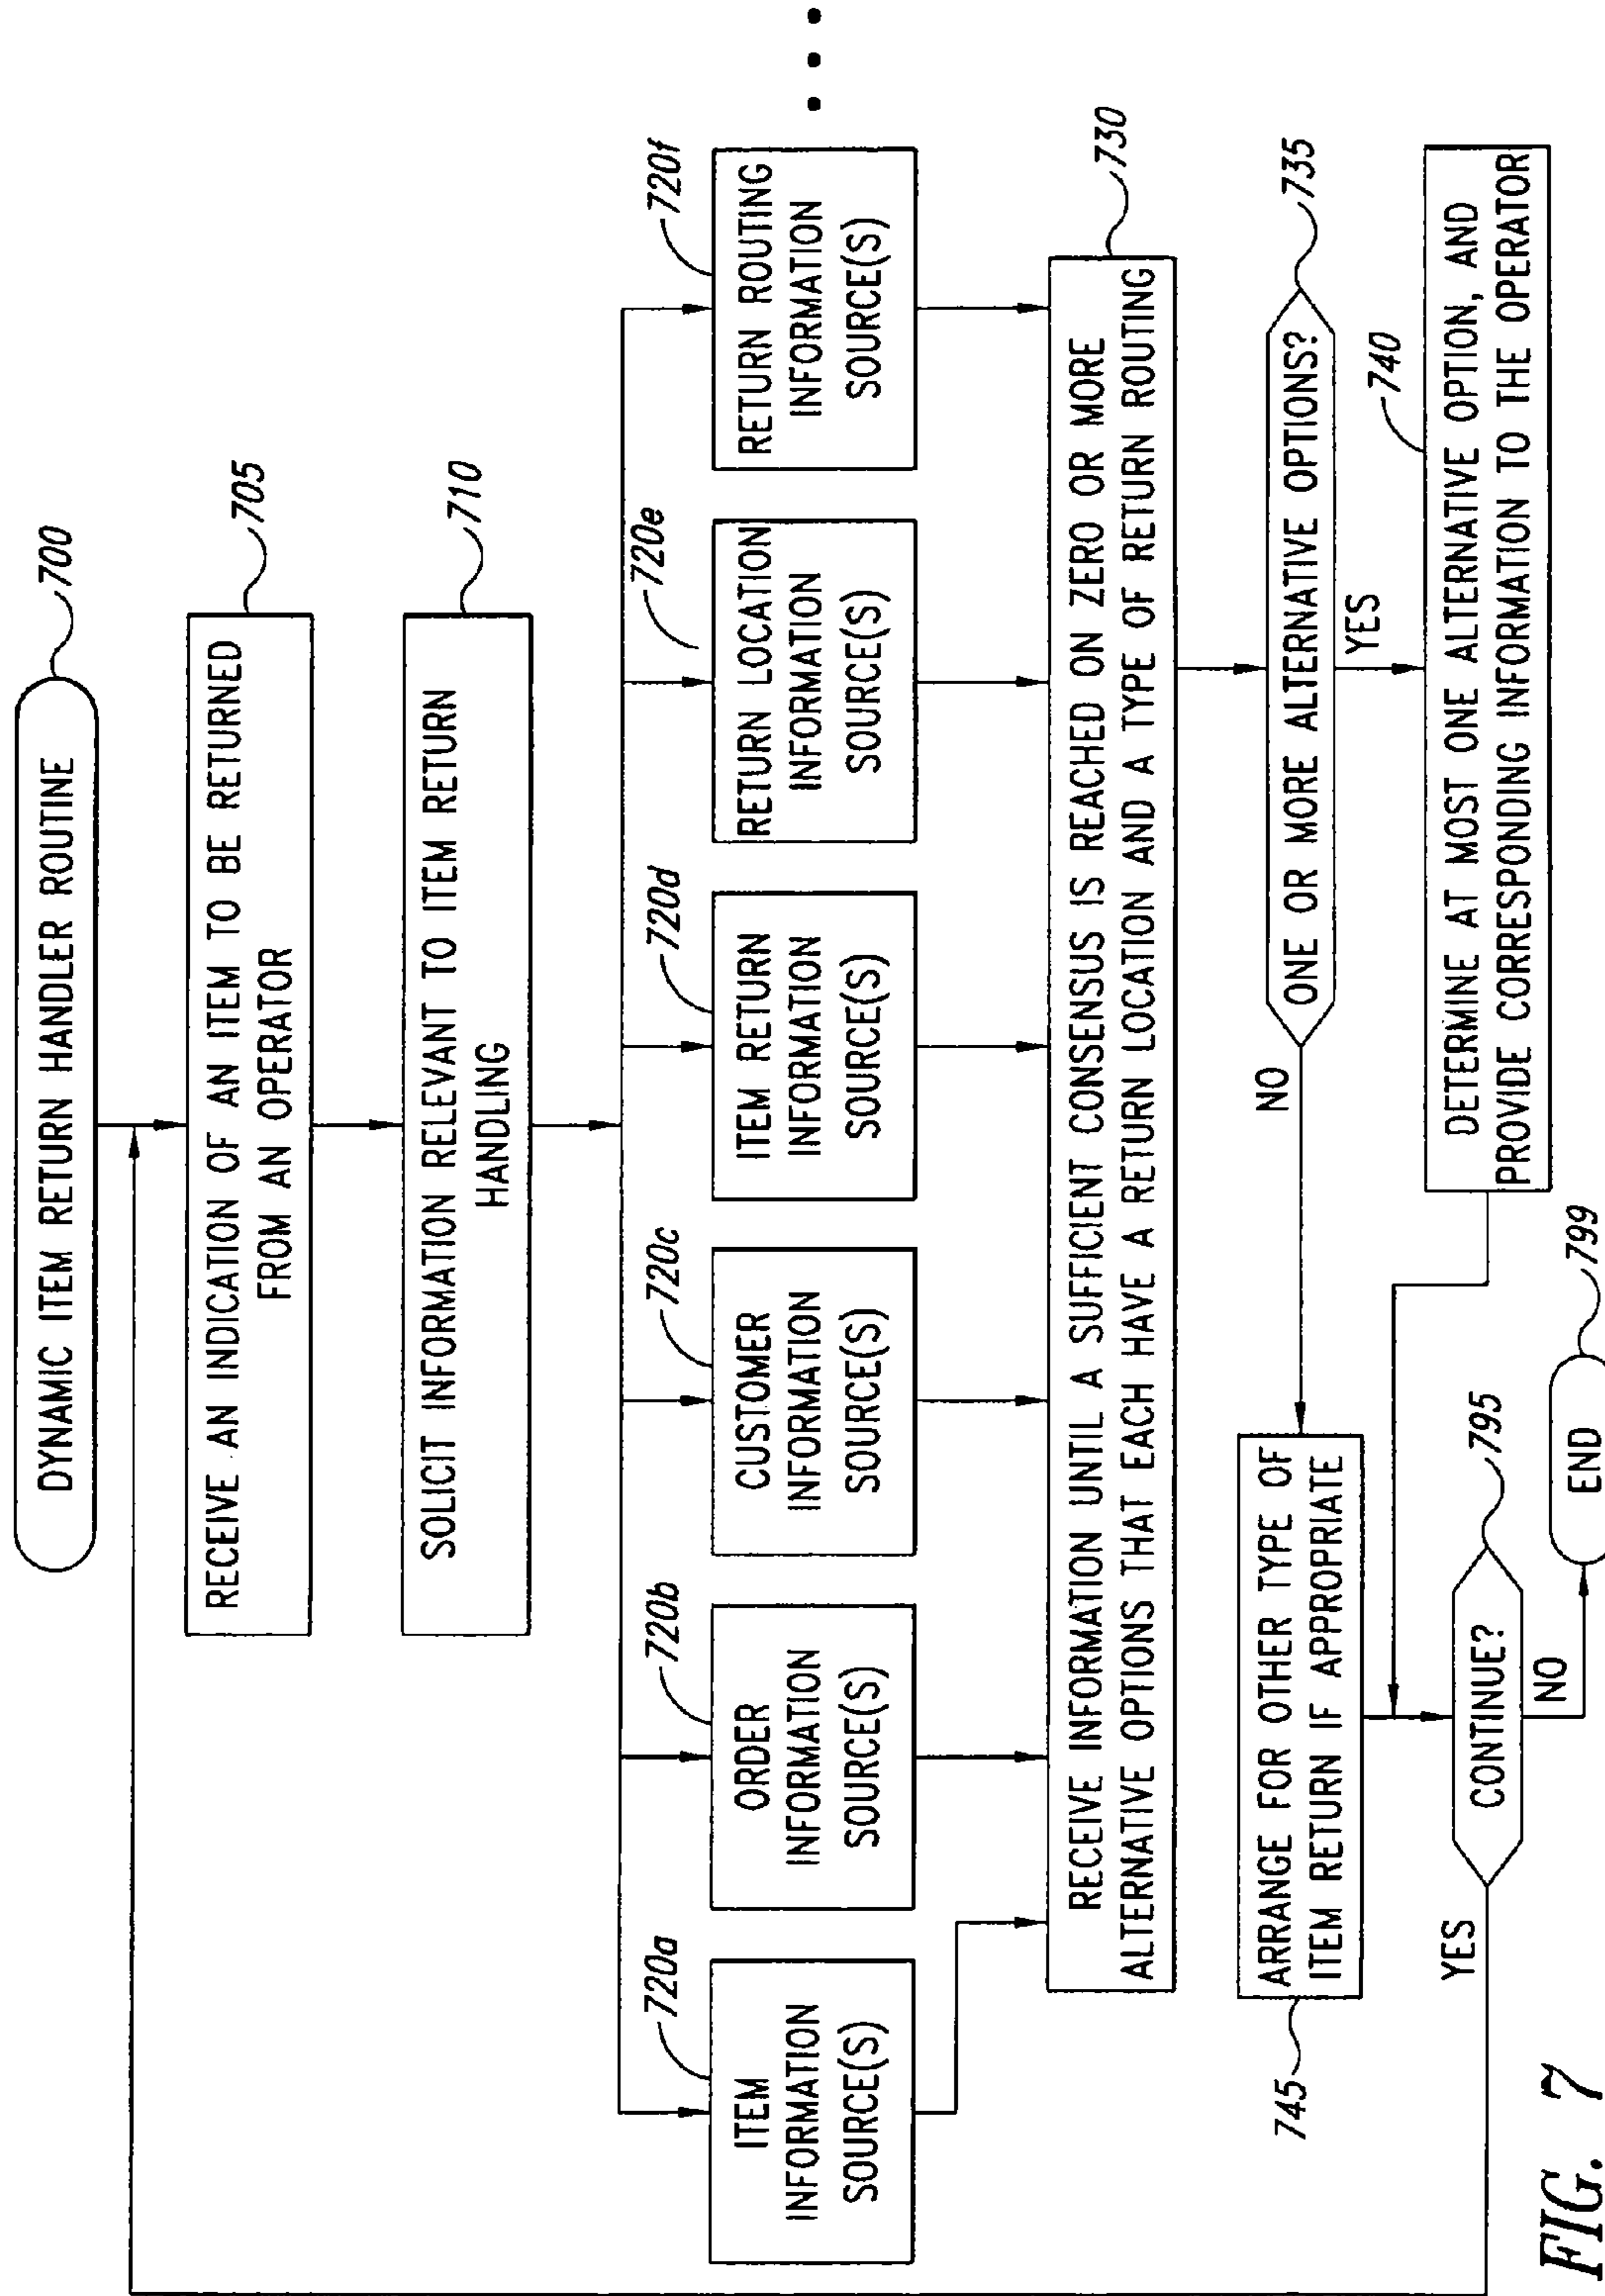 DYNAMIC ITEM RETURN HANDLER ROUTINE
700
RECEIVE AN INDICATION OF AN ITEM TO BE RETURNED
FROM AN OPERATOR
705
SOLICIT INFORMATION RELEVANT TO ITEM RETURN
HANDLING
710
ITEM
INFORMATION
SOURCE(S)
720a
ORDER
INFORMATION
SOURCE(S)
720b
CUSTOMER
INFORMATION
SOURCE(S)
720c
ITEM RETURN
INFORMATION
SOURCE(S)
720d
RETURN LOCATION
INFORMATION
SOURCE(S)
720e
RETURN ROUTING
INFORMATION
SOURCE(S)
720f
• • •
RECEIVE INFORMATION UNTIL A SUFFICIENT CONSENSUS IS REACHED ON ZERO OR MORE
ALTERNATIVE OPTIONS THAT EACH HAVE A RETURN LOCATION AND A TYPE OF RETURN ROUTING
730
ONE OR MORE ALTERNATIVE OPTIONS?
735
NO
YES
740
DETERMINE AT MOST ONE ALTERNATIVE OPTION, AND
PROVIDE CORRESPONDING INFORMATION TO THE OPERATOR
ARRANGE FOR OTHER TYPE OF
ITEM RETURN IF APPROPRIATE
745
CONTINUE?
795
YES
NO
END
799
FIG. 7